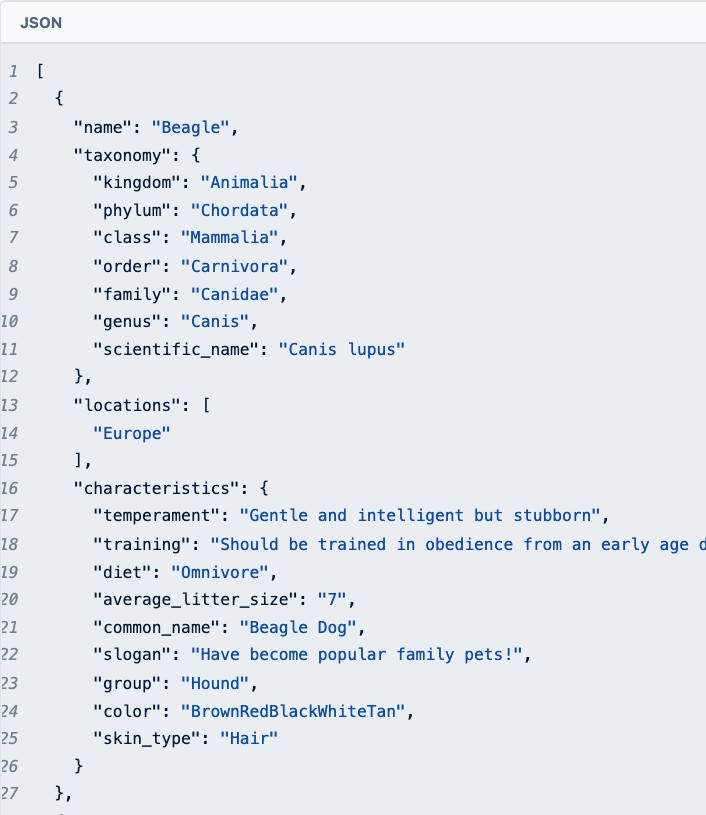 JSON
1 [
2   {
3     "name": "Beagle",
4     "taxonomy": {
5       "kingdom": "Animalia",
6       "phylum": "Chordata",
7       "class": "Mammalia",
8       "order": "Carnivora",
9       "family": "Canidae",
10       "genus": "Canis",
11       "scientific_name": "Canis lupus"
12     },
13     "locations": [
14       "Europe"
15     ],
16     "characteristics": {
17       "temperament": "Gentle and intelligent but stubborn",
18       "training": "Should be trained in obedience from an early age
19       "diet": "Omnivore",
20       "average_litter_size": "7",
21       "common_name": "Beagle Dog",
22       "slogan": "Have become popular family pets!",
23       "group": "Hound",
24       "color": "BrownRedBlackWhiteTan",
25       "skin_type": "Hair"
26     }
27   },